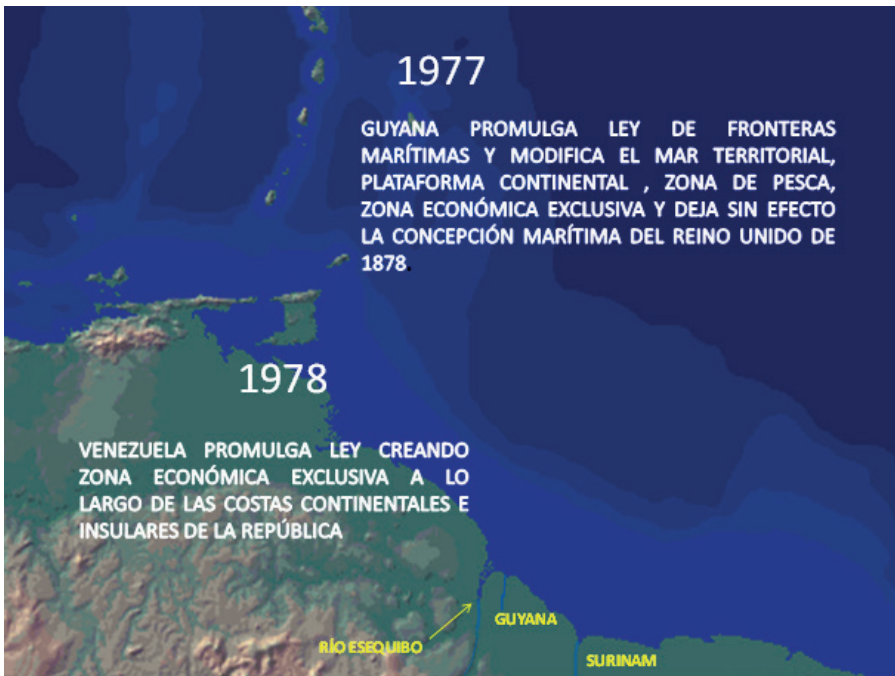 1977
GUYANA PROMULGA LEY DE FRONTERAS
MARÍTIMAS Y MODIFICA EL MAR TERRITORIAL,
PLATAFORMA CONTINENTAL , ZONA DE PESCA,
ZONA ECONÓMICA EXCLUSIVA Y DEJA SIN EFECTO
LA CONCEPCIÓN MARÍTIMA DEL REINO UNIDO DE
1878.
1978
VENEZUELA PROMULGA LEY CREANDO
ZONA ECONÓMICA EXCLUSIVA A LO
LARGO DE LAS COSTAS CONTINENTALES E
INSULARES DE LA REPÚBLICA
GUYANA
RÍO ESEQUIBO
SURINAM